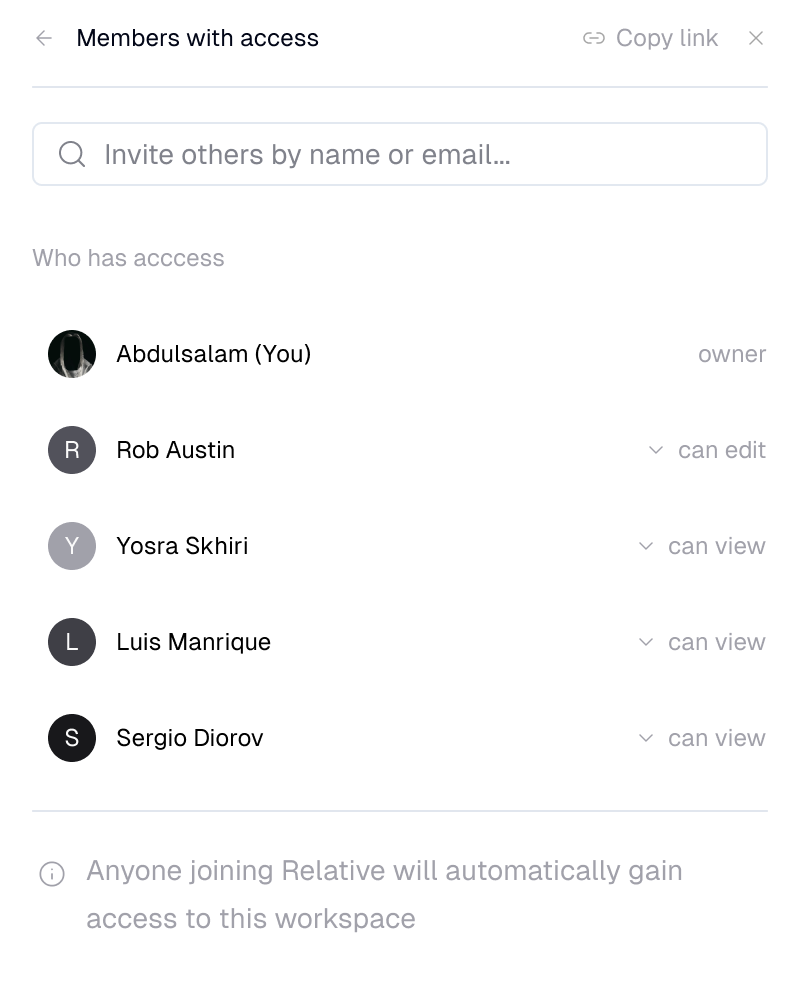 Members with access
Copy link
Invite others by name or email...
Who has acccess
Abdulsalam (You)
owner
R
Rob Austin
can edit
Y
Yosra Skhiri
can view
L
Luis Manrique
can view
S
Sergio Diorov
can view
Anyone joining Relative will automatically gain
access to this workspace